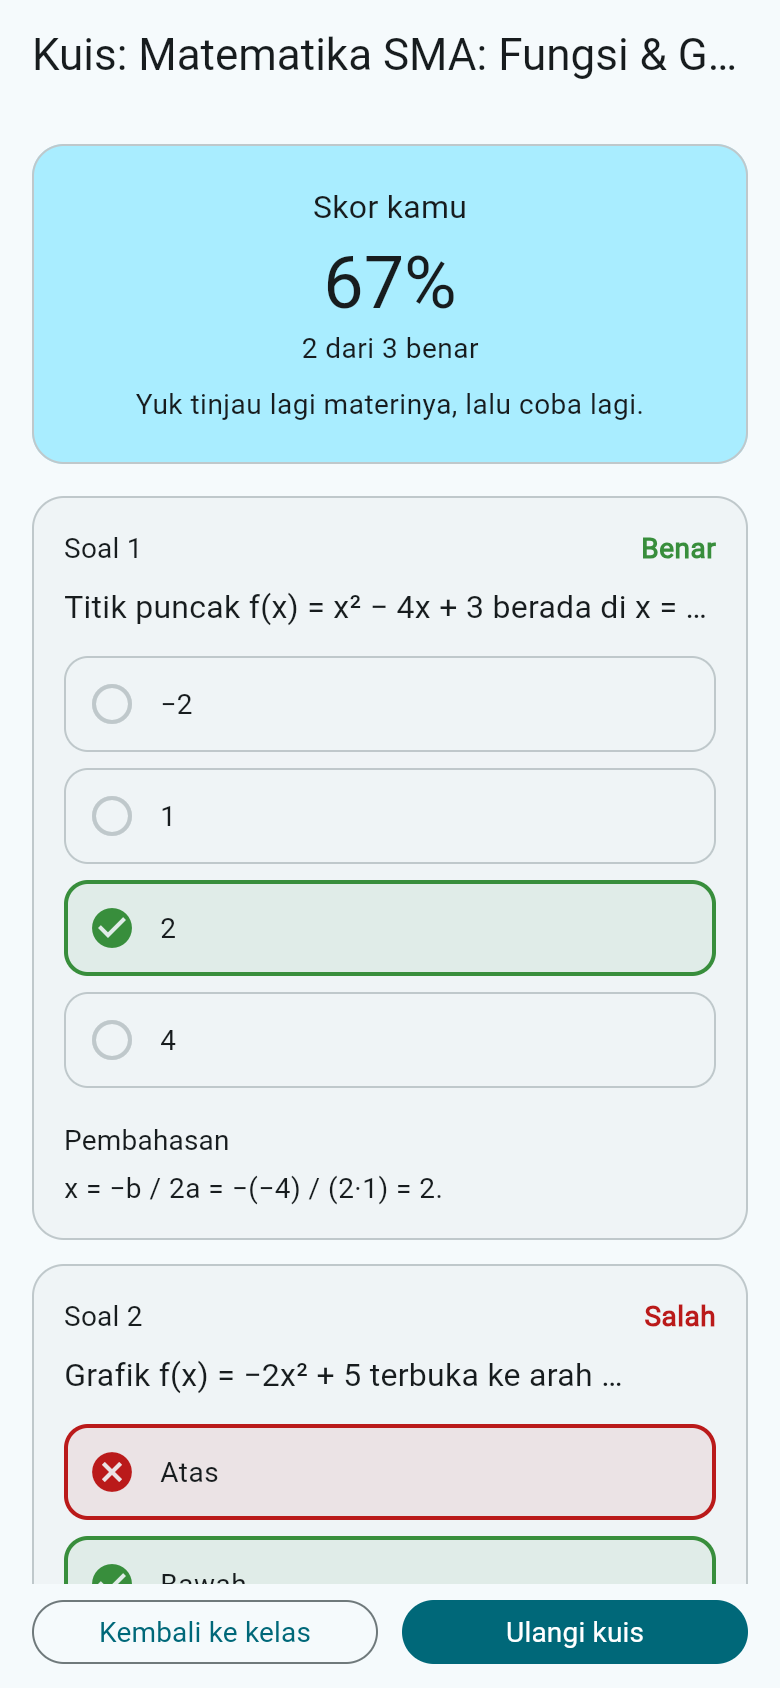 Kuis: Matematika SMA: Fungsi & G...
Skor kamu
67%
2 dari 3 benar
Yuk tinjau lagi materinya, lalu coba lagi.
Soal 1
Benar
Titik puncak f(x) = x² − 4x + 3 berada di x = ...
−2
1
2
4
Pembahasan
x = −b / 2a = −(−4) / (2·1) = 2.
Soal 2
Salah
Grafik f(x) = −2x² + 5 terbuka ke arah ...
Atas
Bawah
Kembali ke kelas
Ulangi kuis